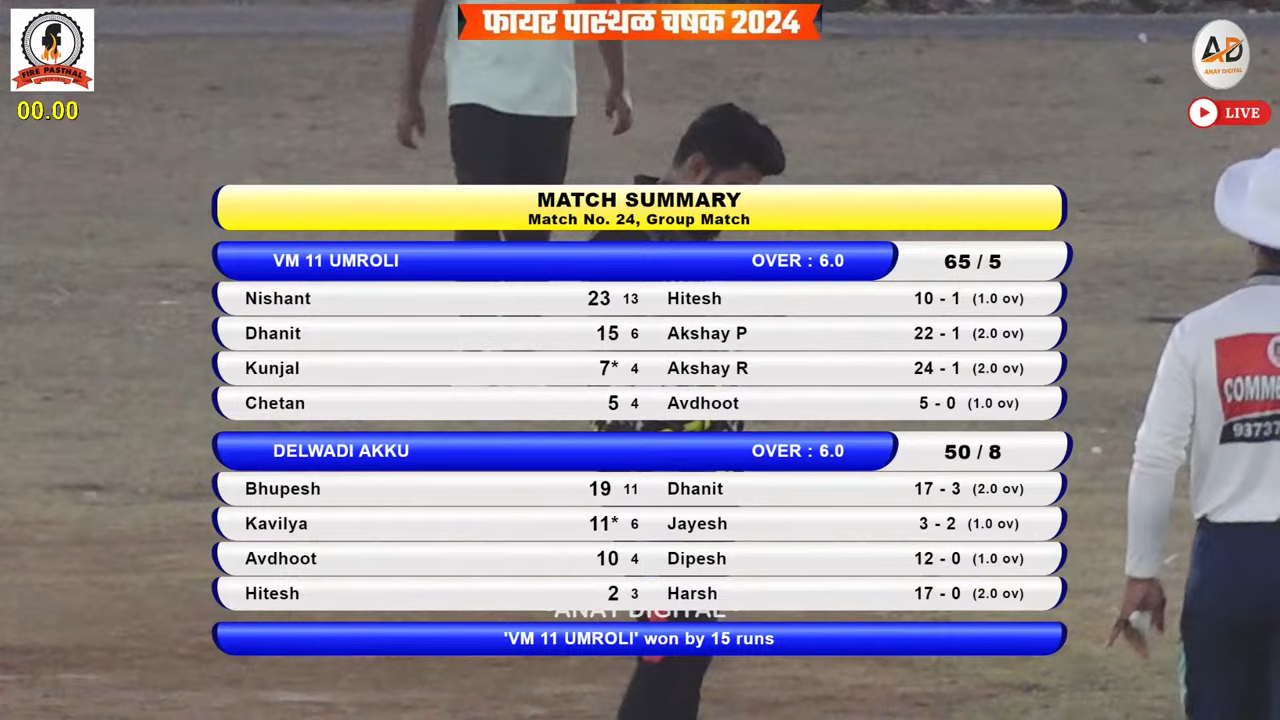 फायर पास्थळ चषक 2024
FIRE PASTHAL
00.00
AD
ANAY DIGITAL
LIVE
MATCH SUMMARY
Match No. 24, Group Match
VM 11 UMROLI OVER : 6.0 65 / 5
Nishant 23 13 Hitesh 10 - 1 (1.0 ov)
Dhanit 15 6 Akshay P 22 - 1 (2.0 ov)
Kunjal 7* 4 Akshay R 24 - 1 (2.0 ov)
Chetan 5 4 Avdhoot 5 - 0 (1.0 ov)
DELWADI AKKU OVER : 6.0 50 / 8
Bhupesh 19 11 Dhanit 17 - 3 (2.0 ov)
Kavilya 11* 6 Jayesh 3 - 2 (1.0 ov)
Avdhoot 10 4 Dipesh 12 - 0 (1.0 ov)
Hitesh 2 3 Harsh 17 - 0 (2.0 ov)
ANAY DIGITAL
'VM 11 UMROLI' won by 15 runs
COMM
9373